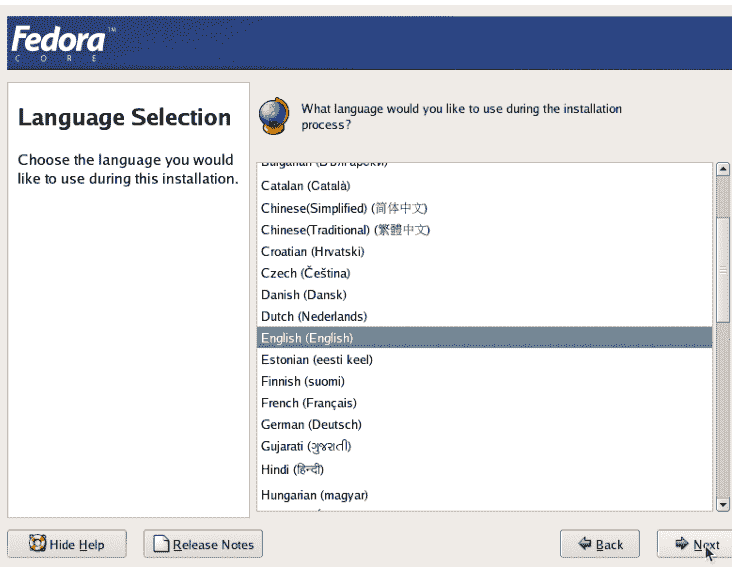 Fedora™
CORE
Language Selection
Choose the language you would
like to use during this installation.
What language would you like to use during the installation
process?
Bulgarian (Български)
Catalan (Català)
Chinese(Simplified) (简体中文)
Chinese(Traditional) (繁體中文)
Croatian (Hrvatski)
Czech (Čeština)
Danish (Dansk)
Dutch (Nederlands)
English (English)
Estonian (eesti keel)
Finnish (suomi)
French (Français)
German (Deutsch)
Gujarati (ગુજરાતી)
Hindi (हिन्दी)
Hungarian (magyar)
Hide Help
Release Notes
Back
Next